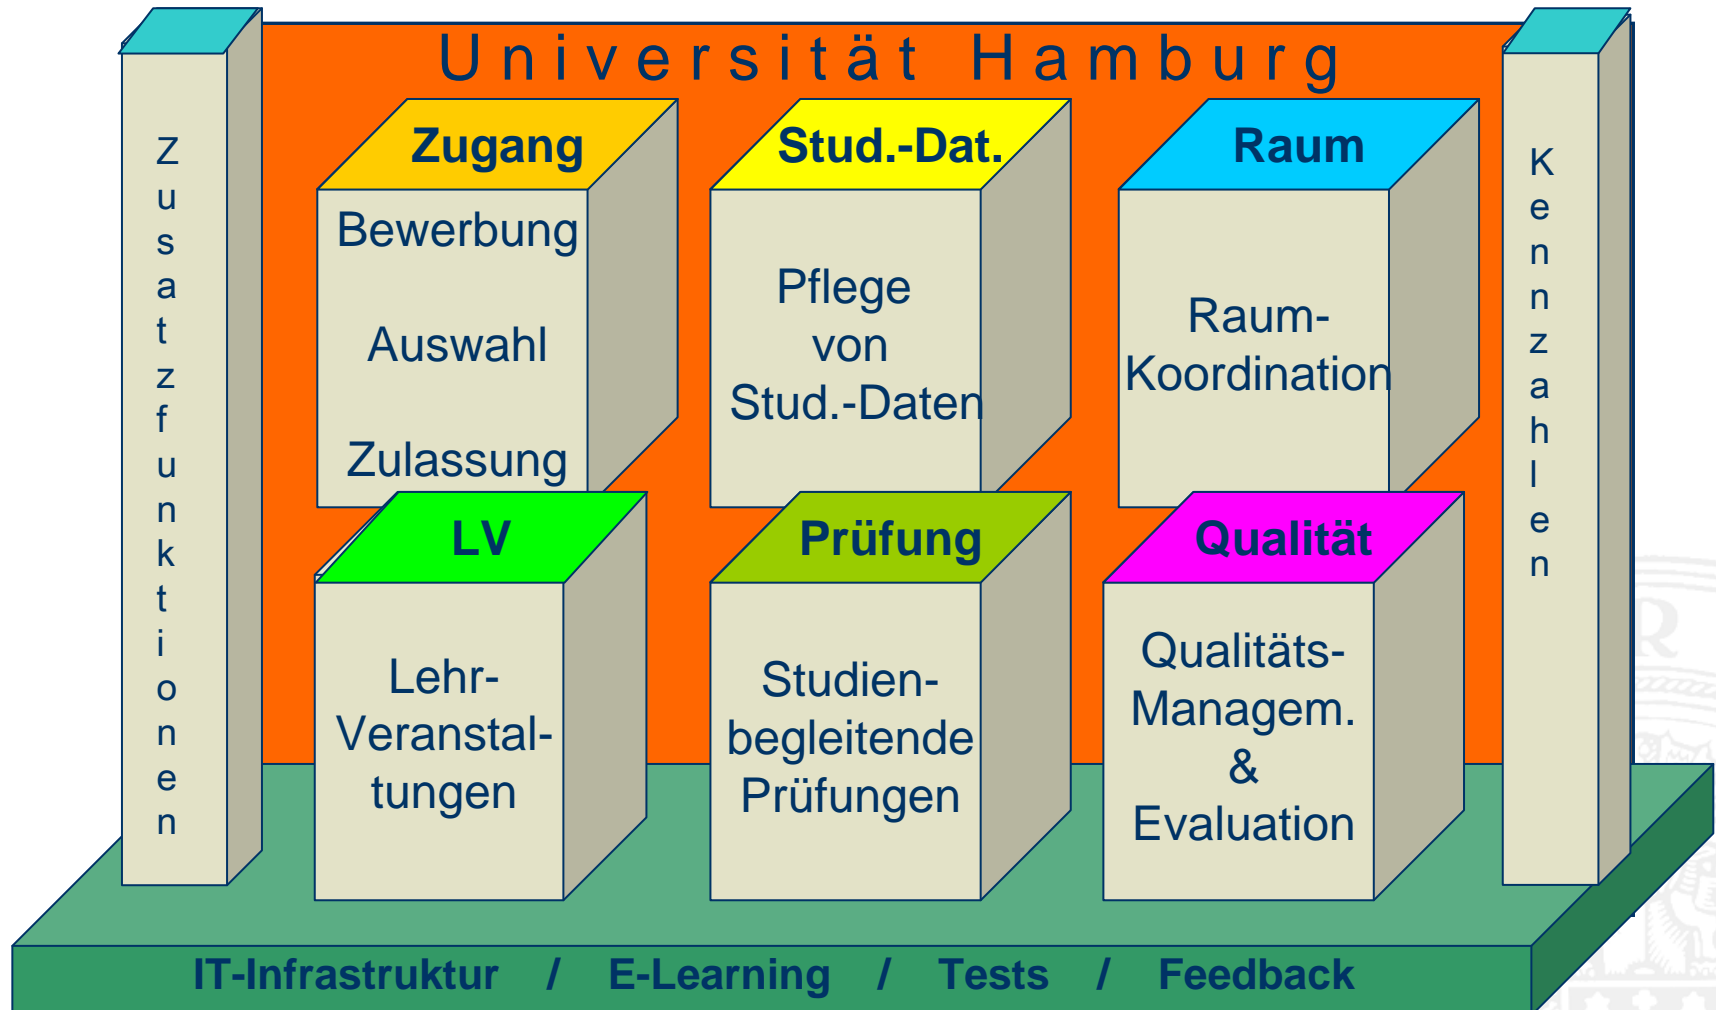 Universität Hamburg
Zusatzfunktionen
Zugang
Bewerbung
Auswahl
Zulassung
Stud.-Dat.
Pflege
von
Stud.-Daten
Raum
Raum-
Koordination
Kennzahlen
LV
Lehr-
Veranstal-
tungen
Prüfung
Studien-
begleitende
Prüfungen
Qualität
Qualitäts-
Managem.
&
Evaluation
IT-Infrastruktur / E-Learning / Tests / Feedback